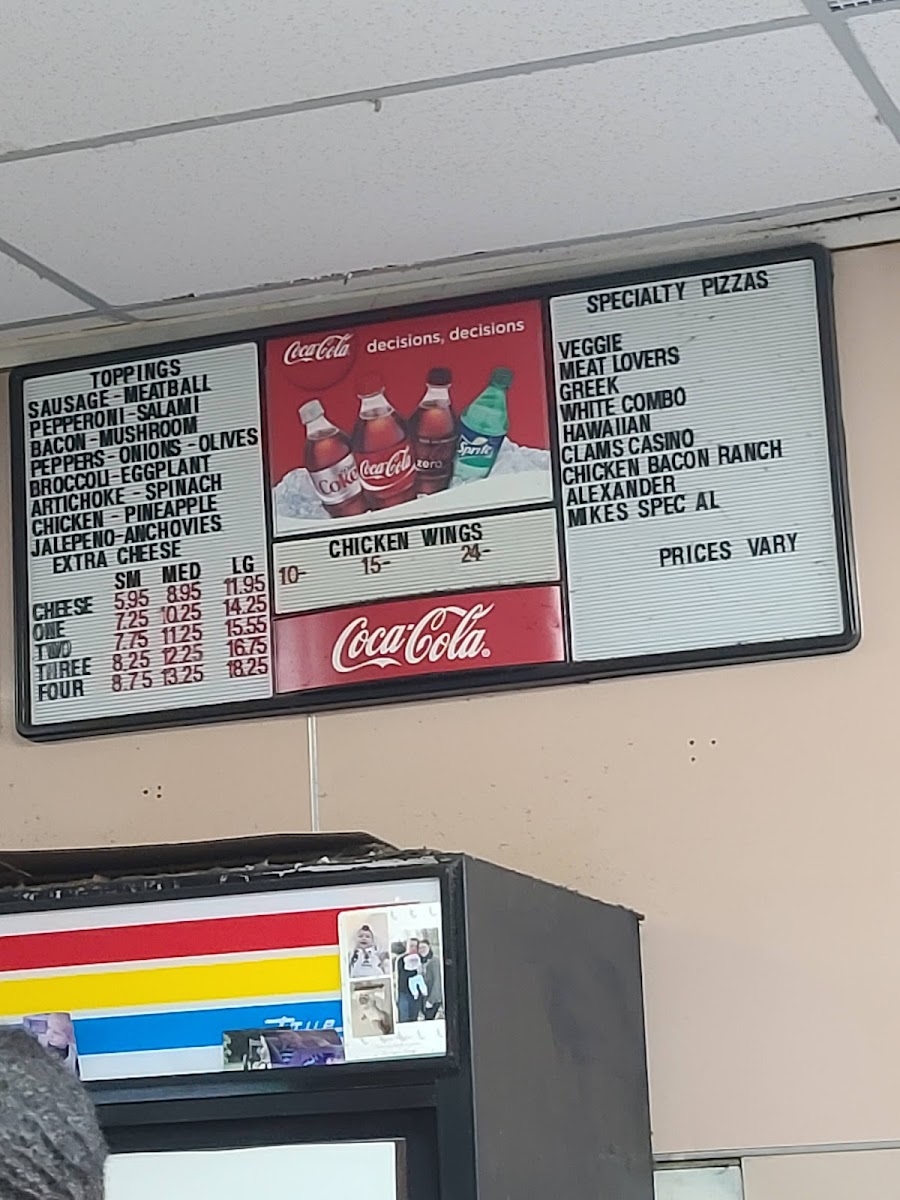 TOPPINGS
SAUSAGE - MEATBALL
PEPPERONI - SALAMI
BACON - MUSHROOM
PEPPERS - ONIONS - OLIVES
BROCCOLI - EGGPLANT
ARTICHOKE - SPINACH
CHICKEN - PINEAPPLE
JALEPENO-ANCHOVIES
EXTRA CHEESE
SM MED LG
CHEESE 5.95 8.95 11.95
ONE 7.25 10.25 14.25
TWO 7.75 11.25 15.55
THREE 8.25 12.25 16.75
FOUR 8.75 13.25 18.25
Coca-Cola decisions, decisions
Coke
Coca-Cola
zero
Sprite
CHICKEN WINGS
10- 15- 24-
Coca-Cola
SPECIALTY PIZZAS
VEGGIE
MEAT LOVERS
GREEK
WHITE COMBO
HAWAIIAN
CLAMS CASINO
CHICKEN BACON RANCH
ALEXANDER
MIKES SPEC AL
PRICES VARY